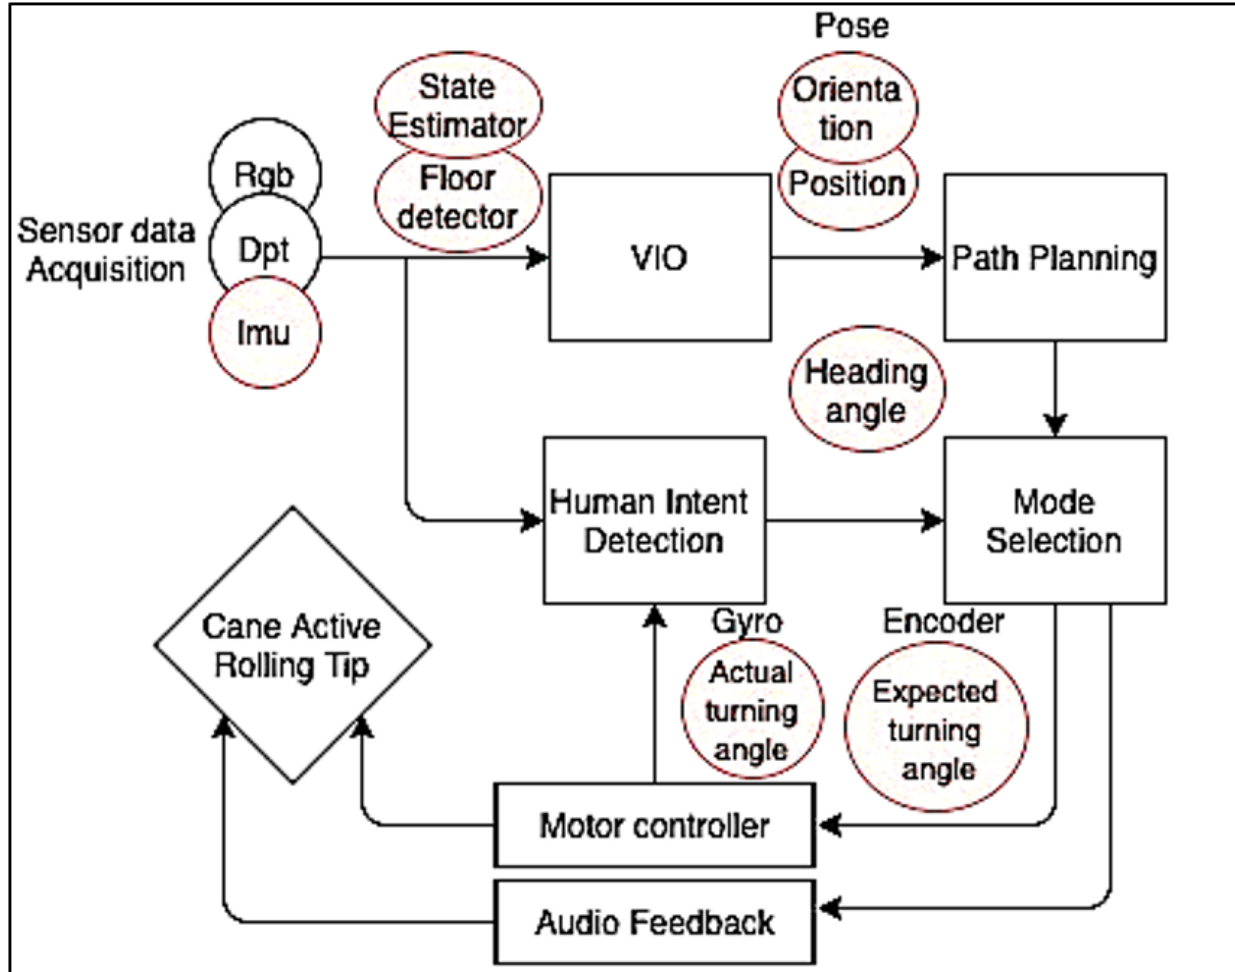 Pose
State
Estimator
Orienta
tion
Rgb
Floor
detector
Position
Sensor data
Acquisition
Dpt
VIO
Path Planning
Imu
Heading
angle
Human Intent
Detection
Mode
Selection
Cane Active
Rolling Tip
Gyro
Encoder
Actual
turning
angle
Expected
turning
angle
Motor controller
Audio Feedback